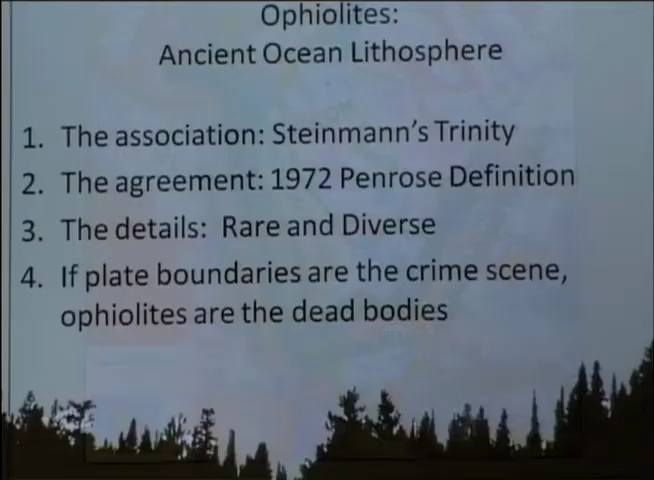 Ophiolites:
Ancient Ocean Lithosphere
1. The association: Steinmann's Trinity
2. The agreement: 1972 Penrose Definition
3. The details: Rare and Diverse
4. If plate boundaries are the crime scene,
ophiolites are the dead bodies